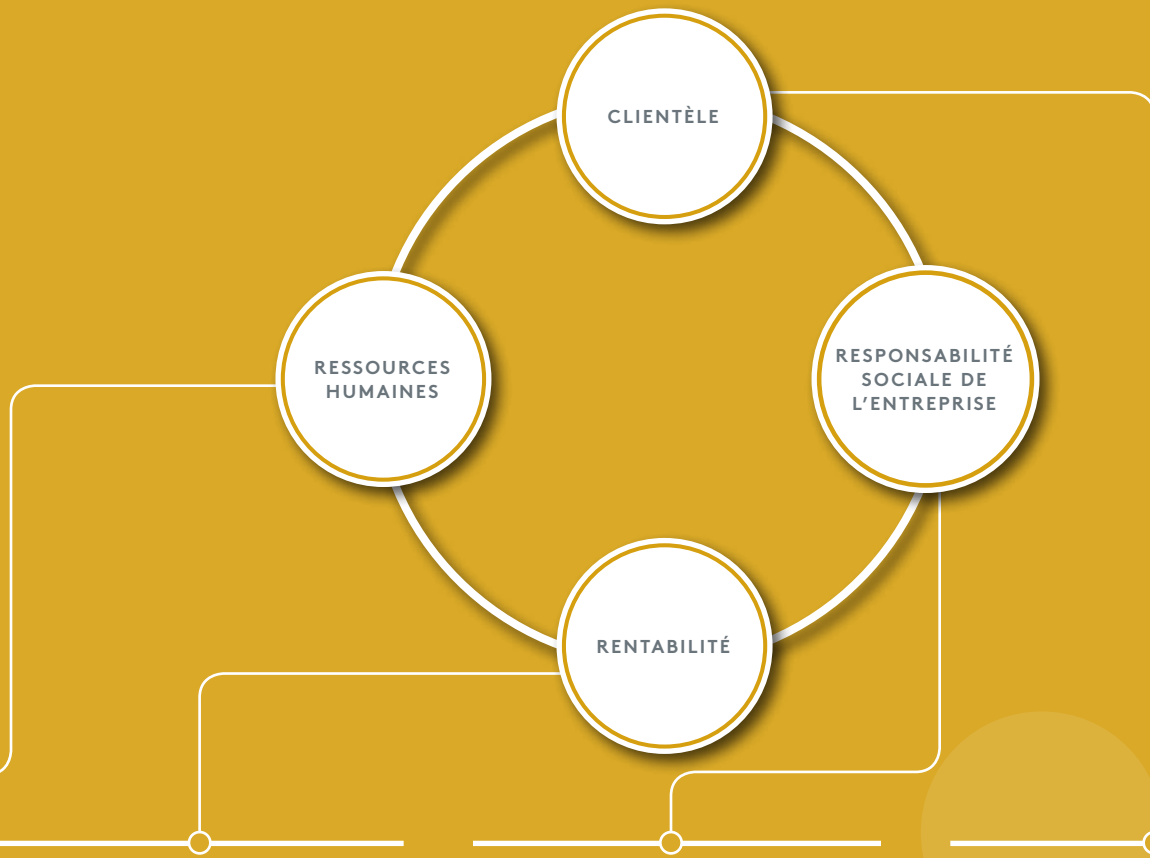 CLIENTÈLE
RESSOURCES
HUMAINES
RESPONSABILITÉ
SOCIALE DE
L’ENTREPRISE
RENTABILITÉ